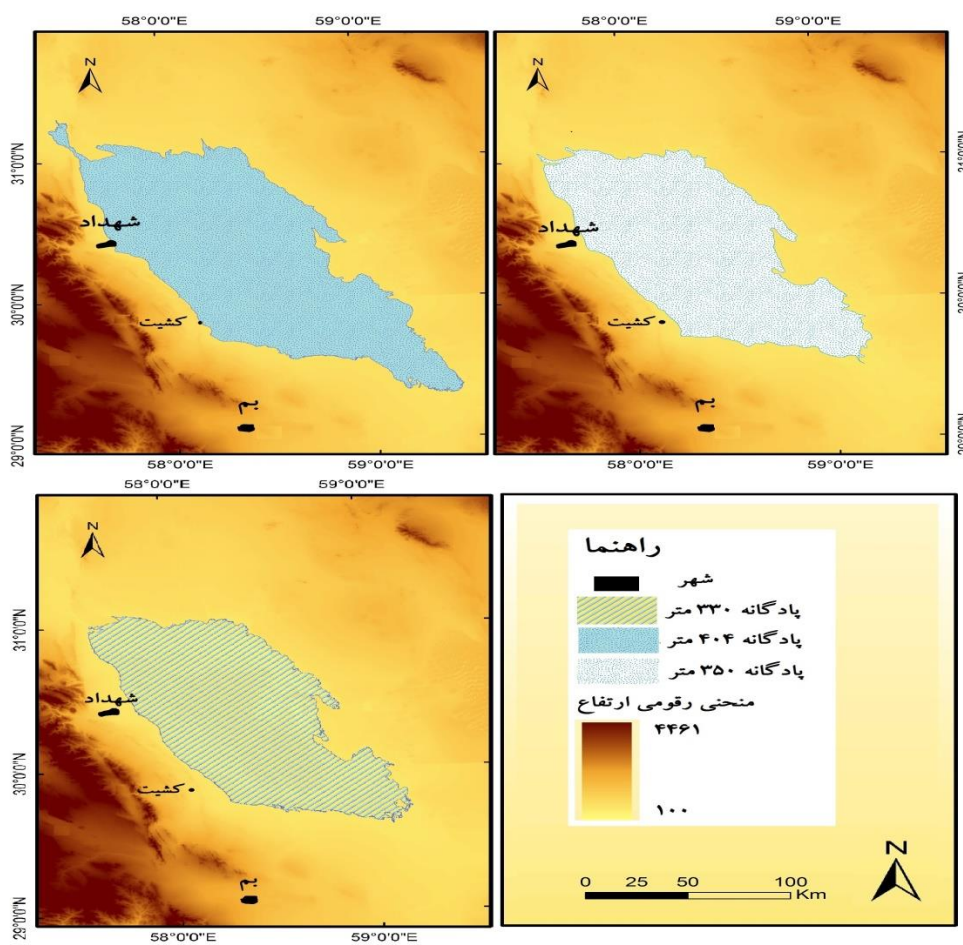 58°0'0"E 59°0'0"E
N
31°0'0"N
30°0'0"N
29°0'0"N
شهداد
کشیت
بم
58°0'0"E 59°0'0"E
58°0'0"E 59°0'0"E
N
شهداد
کشیت
بم
58°0'0"E 59°0'0"E
58°0'0"E 59°0'0"E
N
31°0'0"N
30°0'0"N
29°0'0"N
شهداد
کشیت
بم
58°0'0"E 59°0'0"E
راهنما
شهر
پادگانه ۳۳۰ متر
پادگانه ۴۰۴ متر
پادگانه ۳۵۰ متر
منحنی رقومی ارتفاع
۴۴۶۱
۱۰۰
N
0 25 50 100
Km